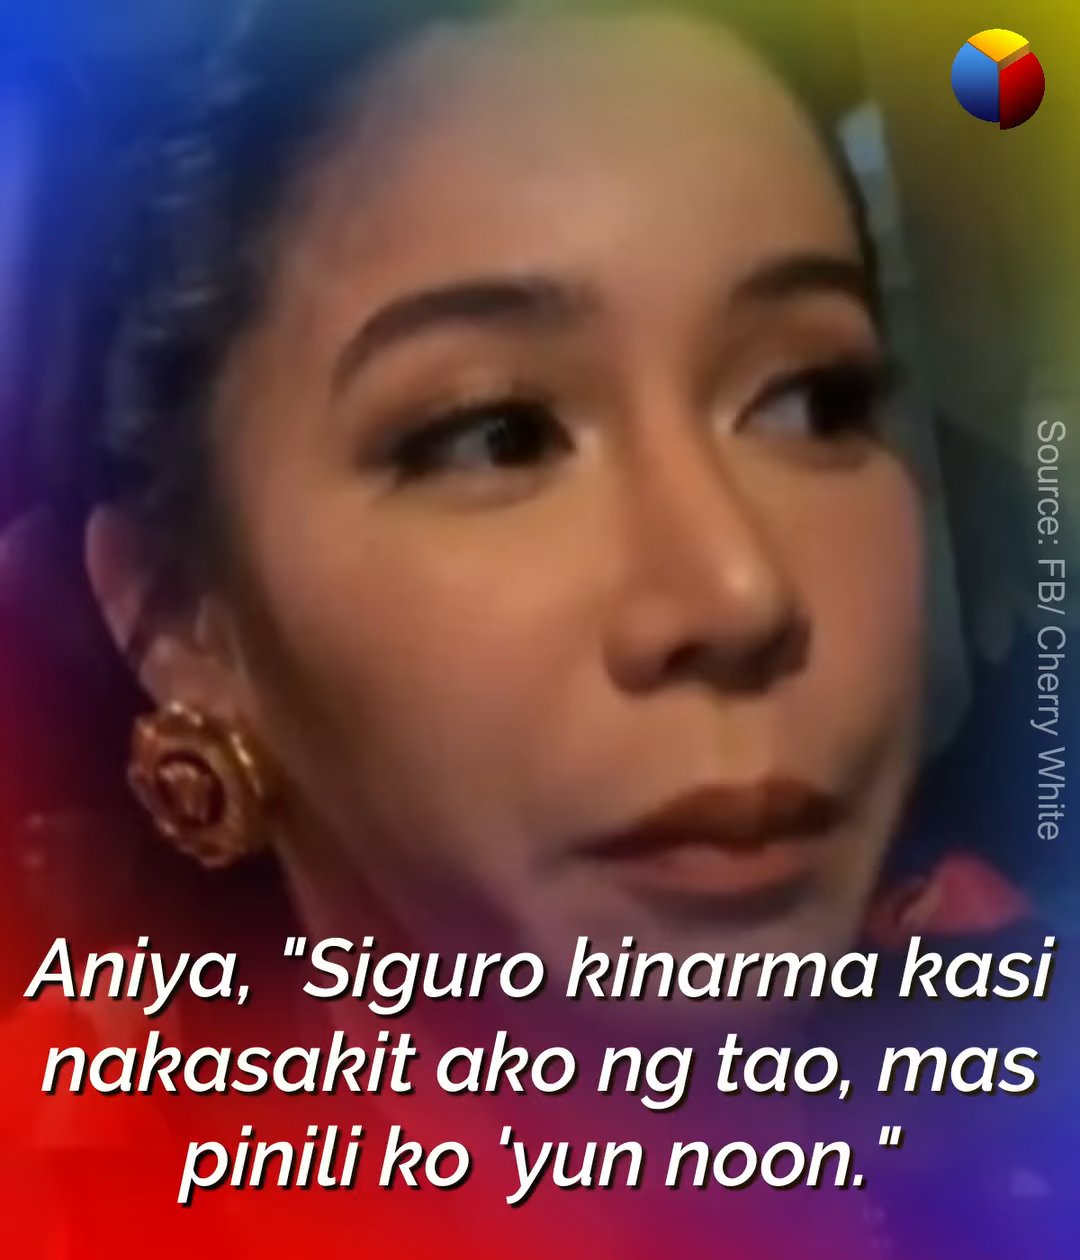 Source: FB/ Cherry White
Aniya, "Siguro kinarma kasi
nakasakit ako ng tao, mas
pinili ko 'yun noon."